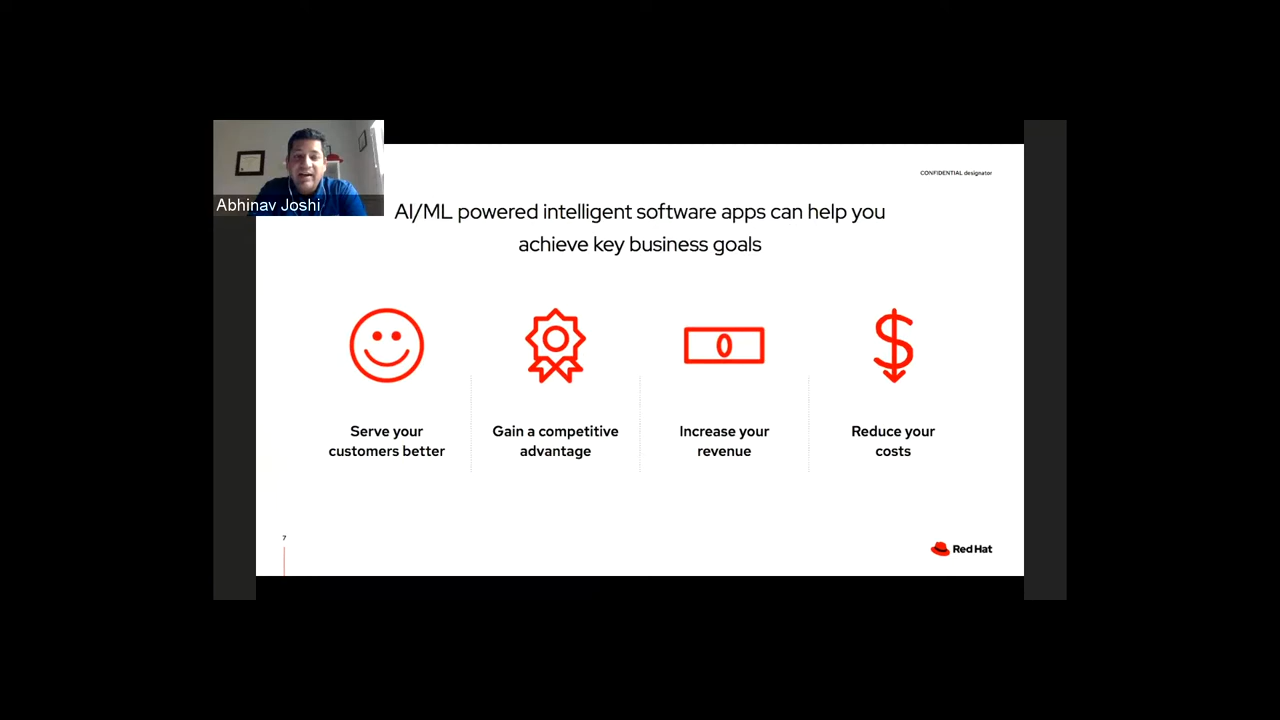 Abhinav Joshi
CONFIDENTIAL designator
AI/ML powered intelligent software apps can help you
achieve key business goals
Serve your
customers better
Gain a competitive
advantage
Increase your
revenue
Reduce your
costs
7
Red Hat